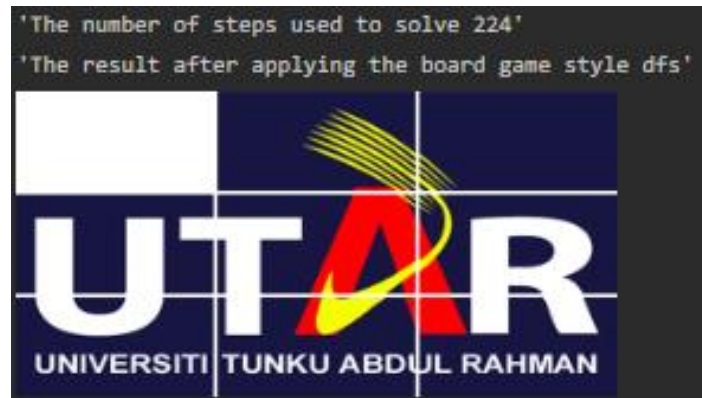 'The number of steps used to solve 224'
'The result after applying the board game style dfs'
UTAR
UNIVERSITI TUNKU ABDUL RAHMAN